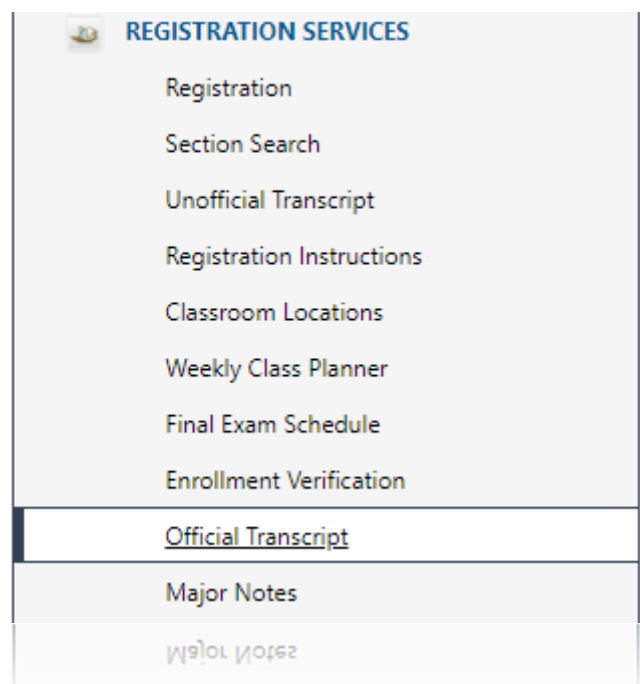 REGISTRATION SERVICES
Registration
Section Search
Unofficial Transcript
Registration Instructions
Classroom Locations
Weekly Class Planner
Final Exam Schedule
Enrollment Verification
Official Transcript
Major Notes